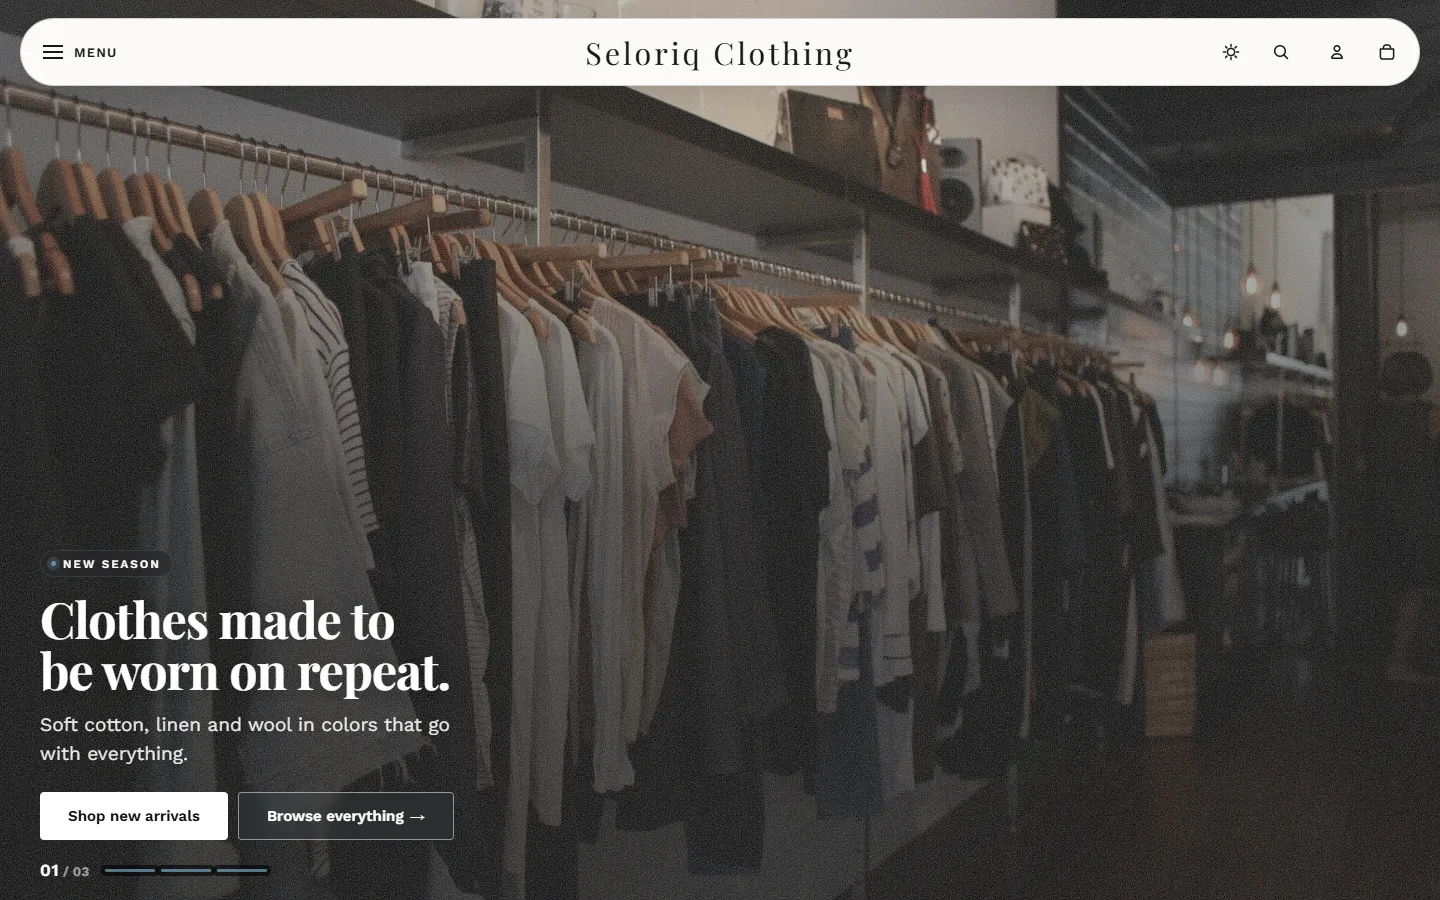 MENU
Seloriq Clothing
NEW SEASON
Clothes made to
be worn on repeat.
Soft cotton, linen and wool in colors that go
with everything.
Shop new arrivals
Browse everything →
01 / 03